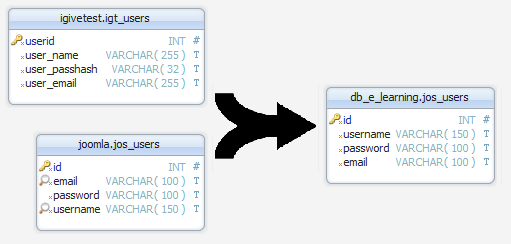 igivetest.igt_users
userid INT #
user_name VARCHAR( 255 ) T
user_passhash VARCHAR( 32 ) T
user_email VARCHAR( 255 ) T
joomla.jos_users
id INT #
email VARCHAR( 100 ) T
password VARCHAR( 100 ) T
username VARCHAR( 150 ) T
db_e_learning.jos_users
id INT #
username VARCHAR( 150 ) T
password VARCHAR( 100 ) T
email VARCHAR( 100 ) T